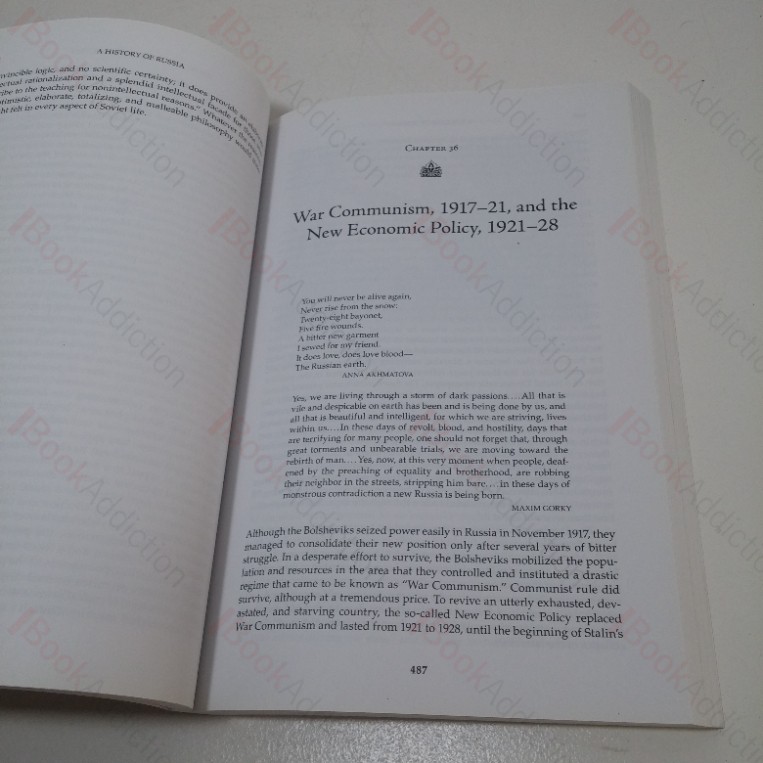 A HISTORY OF RUSSIA
invincible logic, and no scientific certainty; it does provide an
intellectual rationalization and a splendid intellectual facade for those
to the teaching for nonintellectual reasons." Whatever the
optimistic, elaborate, totalizing, and malleable philosophy would
felt in every aspect of Soviet life.
CHAPTER 36
War Communism, 1917–21, and the
New Economic Policy, 1921–28
You will never be alive again,
Never rise from the snow:
Twenty-eight bayonet,
Five fire wounds.
A bitter new garment
I sewed for my friend.
It does love, does love blood—
The Russian earth.
ANNA AKHMATOVA
Yes, we are living through a storm of dark passions....All that is
vile and despicable on earth has been and is being done by us, and
all that is beautiful and intelligent, for which we are striving, lives
within us....In these days of revolt, blood, and hostility, days that
are terrifying for many people, one should not forget that, through
great torments and unbearable trials, we are moving toward the
rebirth of man....Yes, now, at this very moment when people, deaf-
ened by the preaching of equality and brotherhood, are robbing
their neighbor in the streets, stripping him bare....in these days of
monstrous contradiction a new Russia is being born.
MAXIM GORKY
Although the Bolsheviks seized power easily in Russia in November 1917, they
managed to consolidate their new position only after several years of bitter
struggle. In a desperate effort to survive, the Bolsheviks mobilized the popu-
lation and resources in the area that they controlled and instituted a drastic
regime that came to be known as "War Communism." Communist rule did
survive, although at a tremendous price. To revive an utterly exhausted, dev-
astated, and starving country, the so-called New Economic Policy replaced
War Communism and lasted from 1921 to 1928, until the beginning of Stalin's
487
BookAddiction